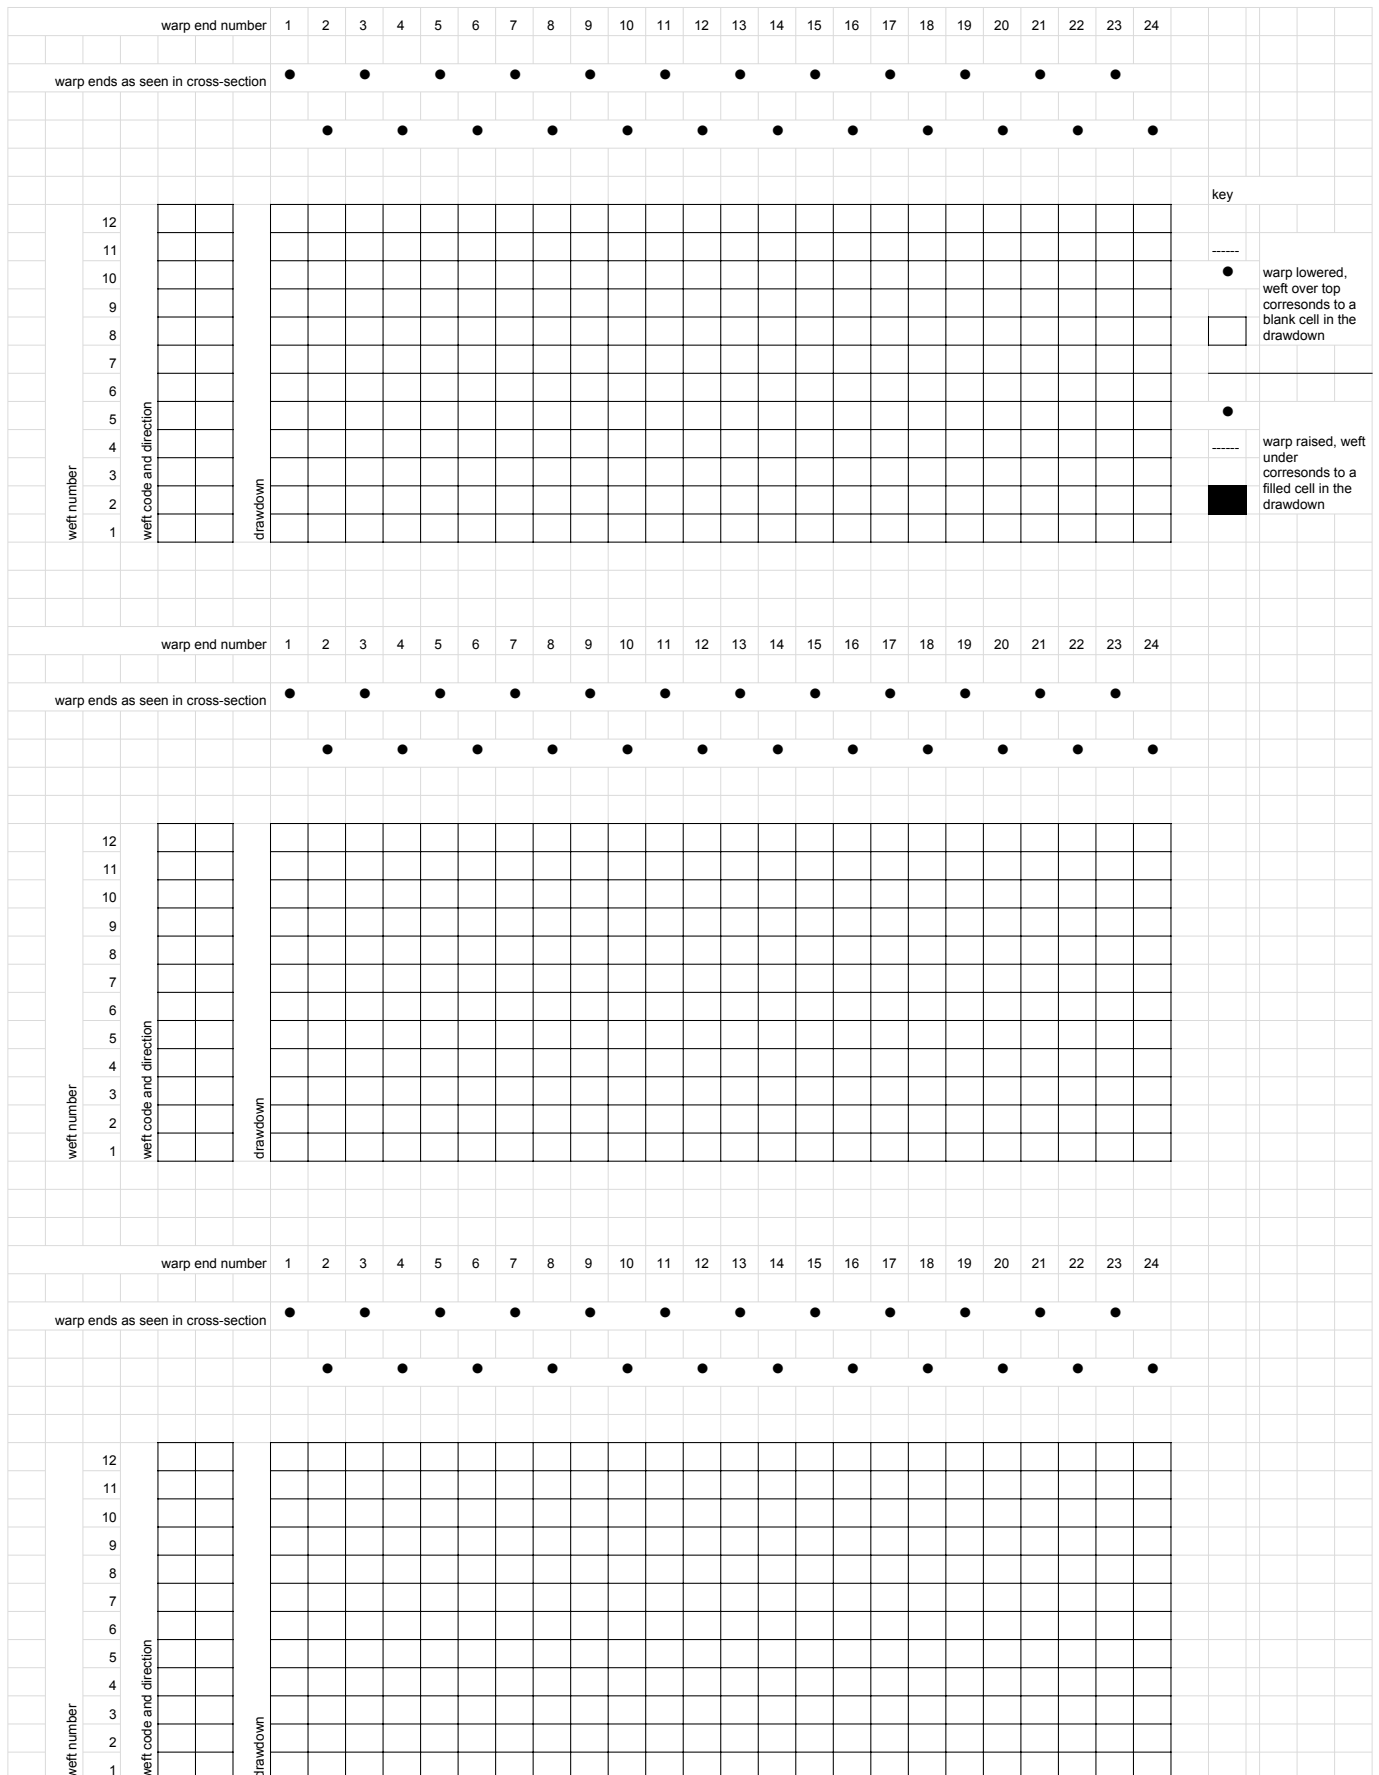 warp end number 1 2 3 4 5 6 7 8 9 10 11 12 13 14 15 16 17 18 19 20 21 22 23 24
warp ends as seen in cross-section
key
12
11
10
9
8
7
6
5
4
3
2
1
weft number
weft code and direction
drawdown
------
warp lowered,
weft over top
corresonds to a
blank cell in the
drawdown
------
warp raised, weft
under
corresonds to a
filled cell in the
drawdown
warp end number 1 2 3 4 5 6 7 8 9 10 11 12 13 14 15 16 17 18 19 20 21 22 23 24
warp ends as seen in cross-section
12
11
10
9
8
7
6
5
4
3
2
1
weft number
weft code and direction
drawdown
warp end number 1 2 3 4 5 6 7 8 9 10 11 12 13 14 15 16 17 18 19 20 21 22 23 24
warp ends as seen in cross-section
12
11
10
9
8
7
6
5
4
3
2
1
weft number
weft code and direction
drawdown